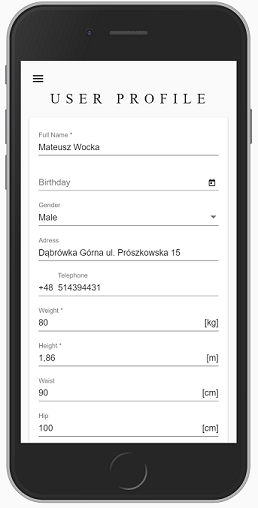 USER PROFILE
Full Name *
Mateusz Wocka
Birthday
Gender
Male
Adress
Dąbrówka Górna ul. Prószkowska 15
Telephone
+48 514394431
Weight *
80 [kg]
Height *
1,86 [m]
Waist
90 [cm]
Hip
100 [cm]